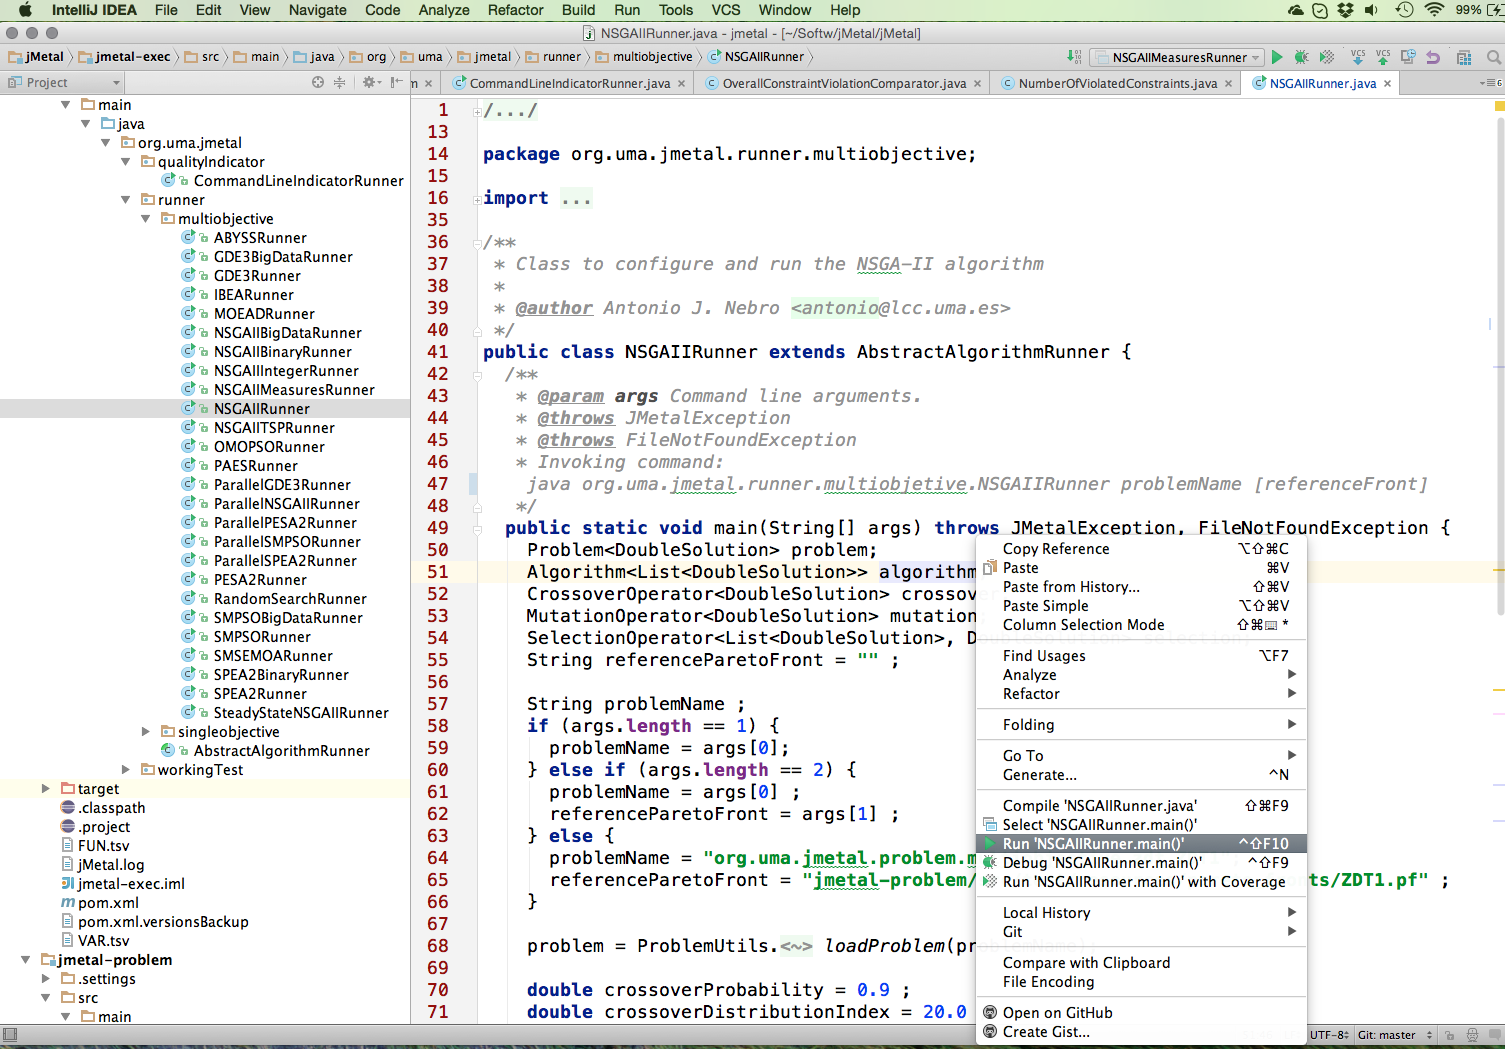 IntelliJ IDEA File Edit View Navigate Code Analyze Refactor Build Run Tools VCS Window Help 99%
NSGAIIRunner.java - jmetal - [~/Softw/jMetal/jMetal]
jMetal jmetal-exec src main java org uma jmetal runner multiobjective NSGAIIRunner NSGAIIMeasuresRunner VCS VCS
Project CommandLineIndicatorRunner.java OverallConstraintViolationComparator.java NumberOfViolatedConstraints.java NSGAIIRunner.java 6
main
java
org.uma.jmetal
qualityIndicator
CommandLineIndicatorRunner
runner
multiobjective
ABYSSRunner
GDE3BigDataRunner
GDE3Runner
IBEARunner
MOEADRunner
NSGAIIBigDataRunner
NSGAIIBinaryRunner
NSGAIIIntegerRunner
NSGAIIMeasuresRunner
NSGAIIRunner
NSGAIITSPRunner
OMOPSORunner
PAESRunner
ParallelGDE3Runner
ParallelNSGAIIRunner
ParallelPESA2Runner
ParallelSMPSORunner
ParallelSPEA2Runner
PESA2Runner
RandomSearchRunner
SMPSOBigDataRunner
SMPSORunner
SMSEMOARunner
SPEA2BinaryRunner
SPEA2Runner
SteadyStateNSGAIIRunner
singleobjective
AbstractAlgorithmRunner
workingTest
target
.classpath
.project
FUN.tsv
jMetal.log
jmetal-exec.iml
pom.xml
pom.xml.versionsBackup
VAR.tsv
jmetal-problem
.settings
src
main
1 /.../
13
14 package org.uma.jmetal.runner.multiobjective;
15
16 import ...
35
36 /**
37 * Class to configure and run the NSGA-II algorithm
38 *
39 * @author Antonio J. Nebro <antonio@lcc.uma.es>
40 */
41 public class NSGAIIRunner extends AbstractAlgorithmRunner {
42 /**
43 * @param args Command line arguments.
44 * @throws JMetalException
45 * @throws FileNotFoundException
46 * Invoking command:
47 java org.uma.jmetal.runner.multiobjetive.NSGAIIRunner problemName [referenceFront]
48 */
49 public static void main(String[] args) throws JMetalException, FileNotFoundException {
50 Problem<DoubleSolution> problem;
51 Algorithm<List<DoubleSolution>> algorithm
52 CrossoverOperator<DoubleSolution> crossover
53 MutationOperator<DoubleSolution> mutation
54 SelectionOperator<List<DoubleSolution>, D
55 String referenceParetoFront = "" ;
56
57 String problemName ;
58 if (args.length == 1) {
59 problemName = args[0];
60 } else if (args.length == 2) {
61 problemName = args[0] ;
62 referenceParetoFront = args[1] ;
63 } else {
64 problemName = "org.uma.jmetal.problem.m
65 referenceParetoFront = "jmetal-problem/ rts/ZDT1.pf" ;
66 }
67
68 problem = ProblemUtils.<~> loadProblem(pr
69
70 double crossoverProbability = 0.9 ;
71 double crossoverDistributionIndex = 20.0
Copy Reference ⌥⇧⌘C
Paste ⌘V
Paste from History... ⇧⌘V
Paste Simple ⌥⇧⌘V
Column Selection Mode ⇧⌘ *
Find Usages ⌥F7
Analyze
Refactor
Folding
Go To
Generate... ^N
Compile 'NSGAIIRunner.java' ⇧⌘F9
Select 'NSGAIIRunner.main()'
Run 'NSGAIIRunner.main()' ^⇧F10
Debug 'NSGAIIRunner.main()' ^⇧F9
Run 'NSGAIIRunner.main()' with Coverage
Local History
Git
Compare with Clipboard
File Encoding
Open on GitHub
Create Gist...
UTF-8 Git: master